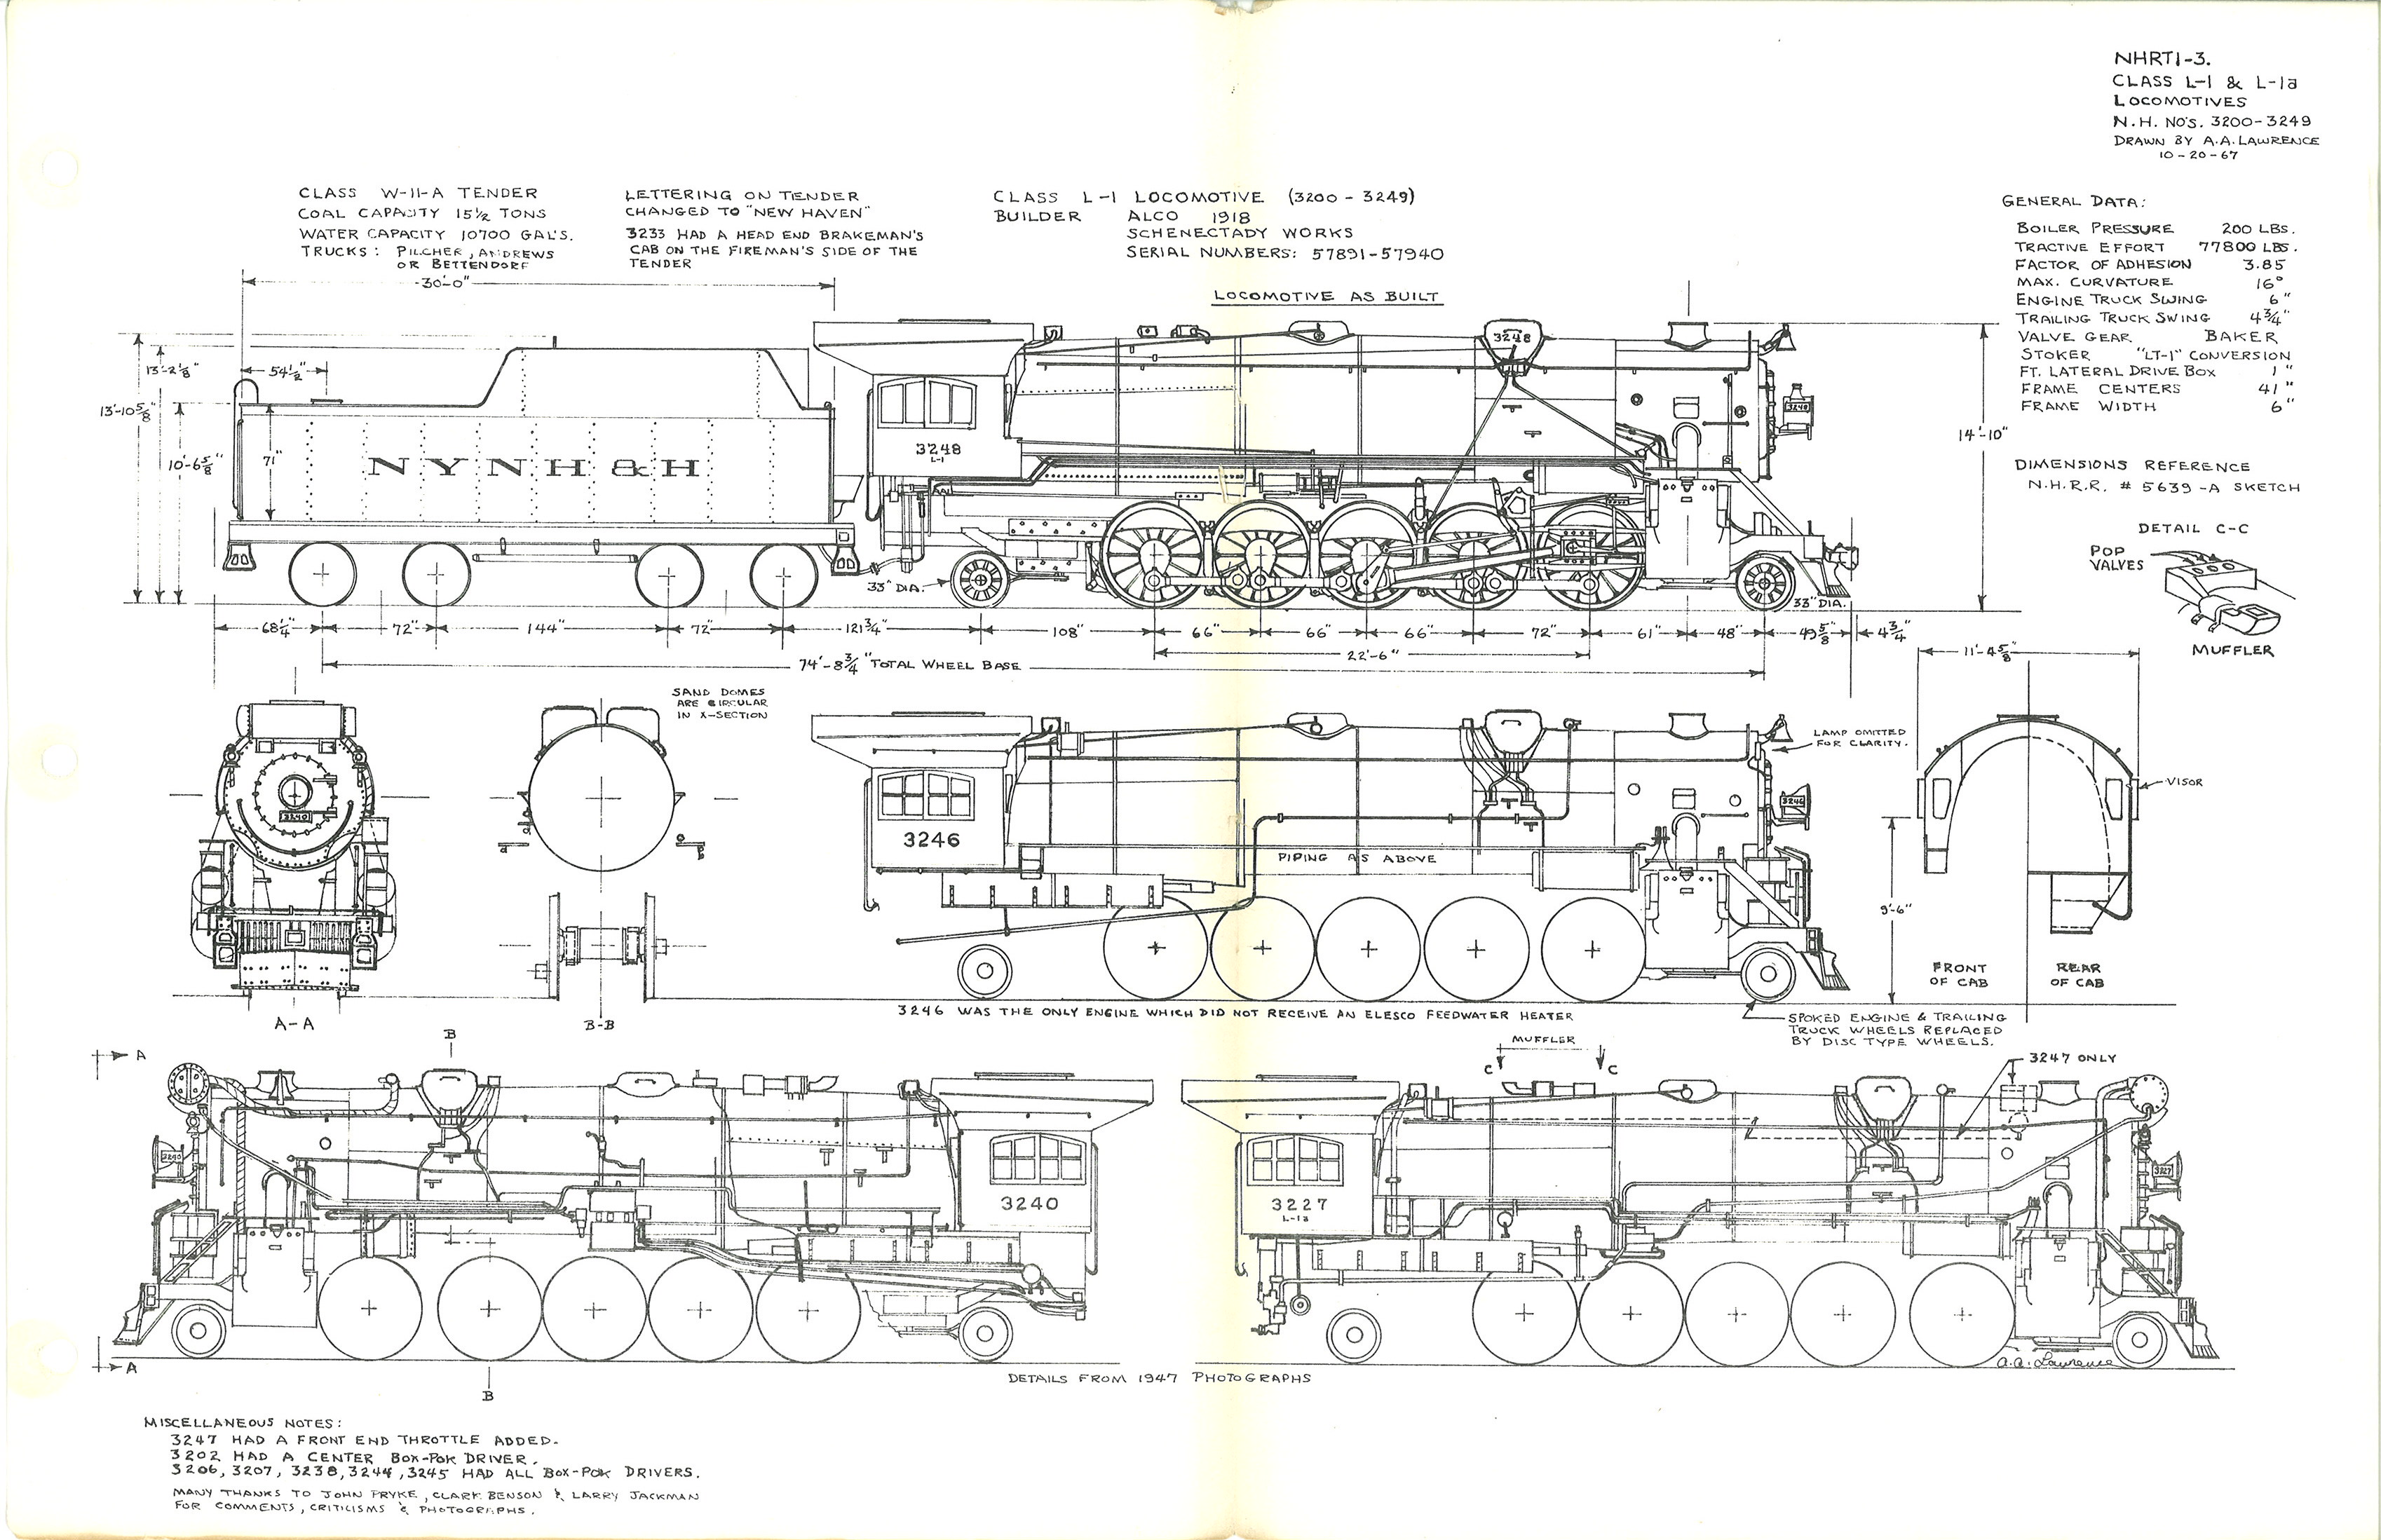 NHRTI-3.
CLASS L-1 & L-1a
LOCOMOTIVES
N.H. NO'S. 3200-3249
DRAWN BY A.A. LAWRENCE
10-20-67
CLASS W-11-A TENDER
COAL CAPACITY 15½ TONS
WATER CAPACITY 10700 GAL'S.
TRUCKS: PILCHER, ANDREWS
OR BETTENDORF
LETTERING ON TENDER
CHANGED TO "NEW HAVEN"
3233 HAD A HEAD END BRAKEMAN'S
CAB ON THE FIREMAN'S SIDE OF THE
TENDER
CLASS L-1 LOCOMOTIVE (3200-3249)
BUILDER ALCO 1918
SCHENECTADY WORKS
SERIAL NUMBERS: 57891-57940
LOCOMOTIVE AS BUILT
GENERAL DATA:
BOILER PRESSURE 200 LBS.
TRACTIVE EFFORT 77800 LBS.
FACTOR OF ADHESION 3.85
MAX. CURVATURE 16°
ENGINE TRUCK SWING 6"
TRAILING TRUCK SWING 4¾"
VALVE GEAR BAKER
STOKER "LT-1" CONVERSION
FT. LATERAL DRIVE BOX 1"
FRAME CENTERS 41"
FRAME WIDTH 6"
DIMENSIONS REFERENCE
N.H.R.R. # 5639-A SKETCH
DETAIL C-C
POP
VALVES
MUFFLER
30'-0"
13'-2⅛"
54½"
13'-10⅝"
10'-6⅝"
71"
NYNH&H
3248
L-1
3248
3248
14'-10"
33" DIA.
33" DIA.
68¼" 72" 144" 72" 121¾" 108" 66" 66" 66" 72" 61" 48" 49⅝" 4¾"
22'-6"
74'-8¾" TOTAL WHEEL BASE
SAND DOMES
ARE CIRCULAR
IN X-SECTION
3240
A-A
B-B
3246
3246
PIPING AS ABOVE
LAMP OMITTED
FOR CLARITY.
3246 WAS THE ONLY ENGINE WHICH DID NOT RECEIVE AN ELESCO FEEDWATER HEATER
SPOKED ENGINE & TRAILING
TRUCK WHEELS REPLACED
BY DISC TYPE WHEELS.
11'-4⅝"
VISOR
9'-6"
FRONT
OF CAB
REAR
OF CAB
A
B
3240
3240
A
B
MUFFLER
C C
3247 ONLY
3227
L-1a
3227
A.A. Lawrence
DETAILS FROM 1947 PHOTOGRAPHS
MISCELLANEOUS NOTES:
3247 HAD A FRONT END THROTTLE ADDED.
3202 HAD A CENTER BOX-POK DRIVER.
3206, 3207, 3238, 3244, 3245 HAD ALL BOX-POK DRIVERS.
MANY THANKS TO JOHN PRYKE, CLARK BENSON & LARRY JACKMAN
FOR COMMENTS, CRITICISMS & PHOTOGRAPHS.